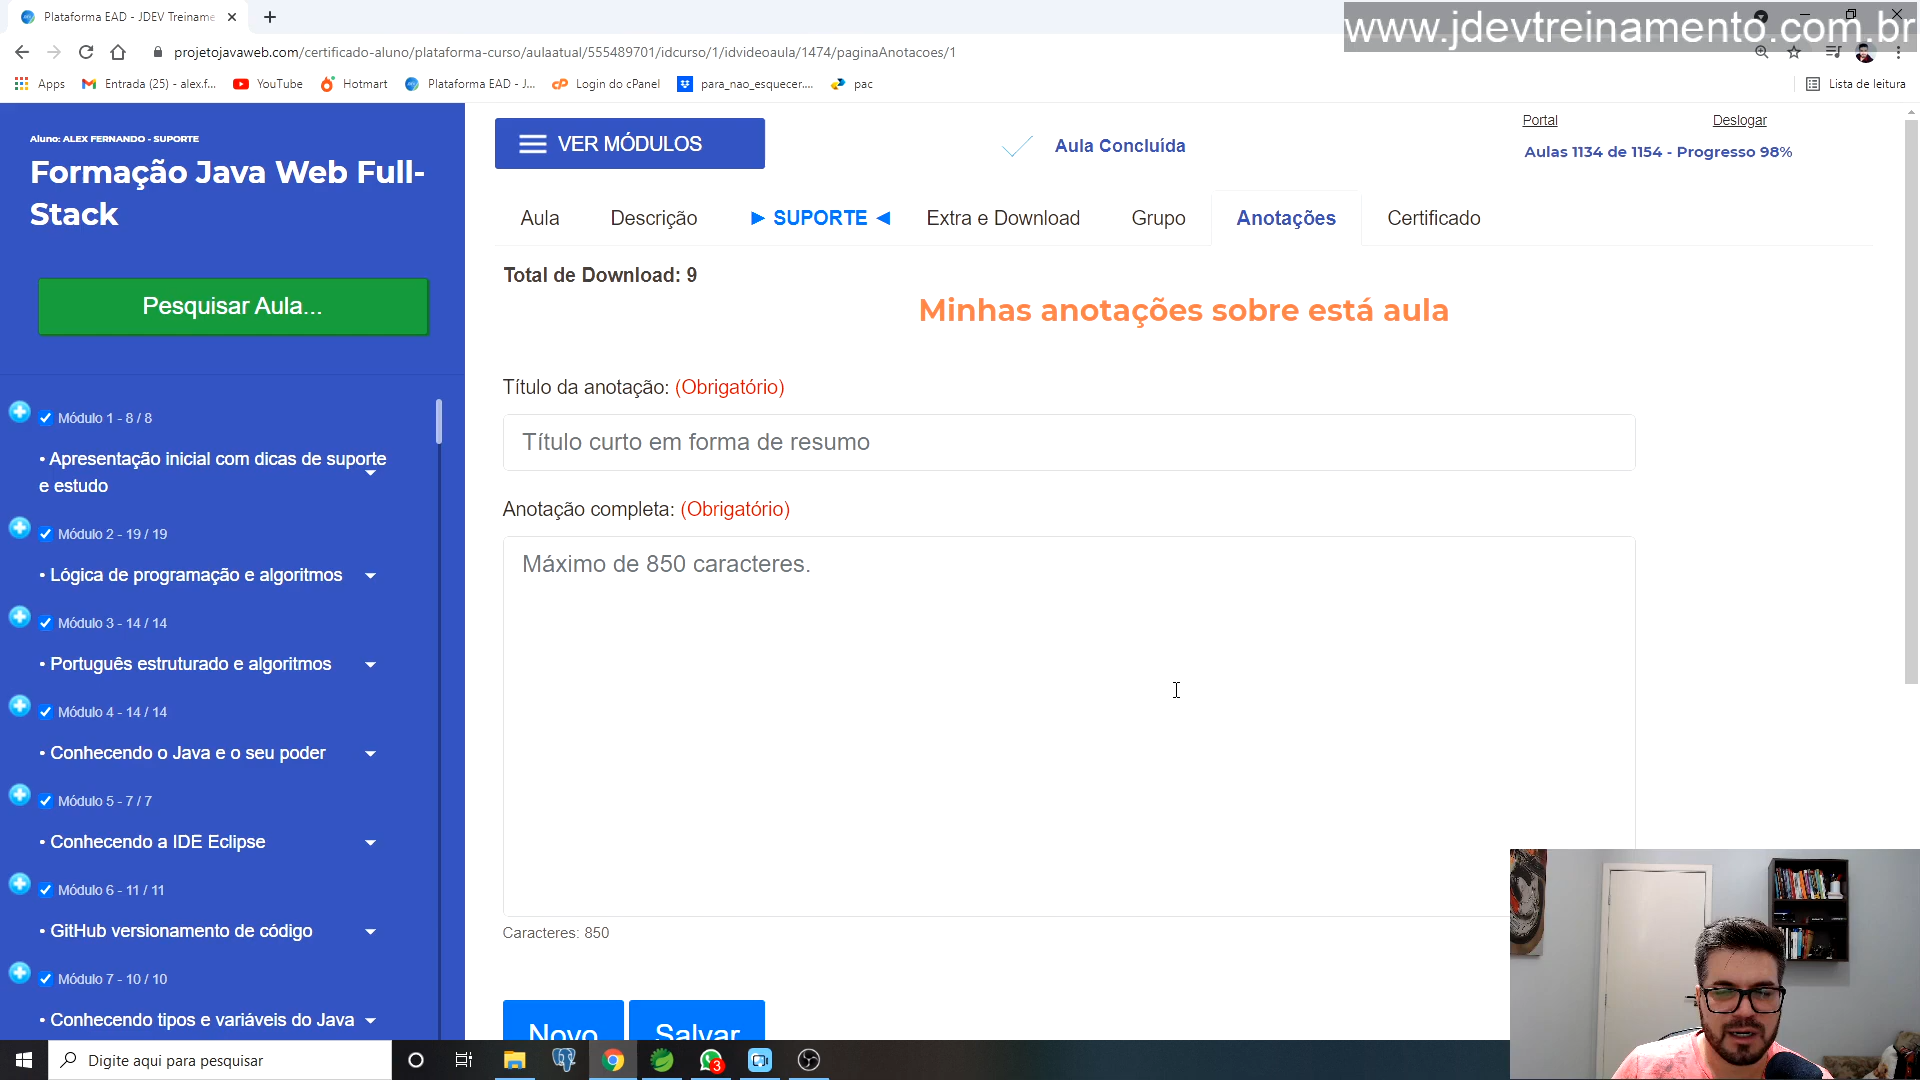 Plataforma EAD - JDEV Treiname
www.jdevtreinamento.com.br
projetojavaweb.com/certificado-aluno/plataforma-curso/aulaatual/555489701/idcurso/1/idvideoaula/1474/paginaAnotacoes/1
Apps
Entrada (25) - alex.f...
YouTube
Hotmart
Plataforma EAD - J...
Login do cPanel
para_nao_esquecer....
pac
Lista de leitura
Aluno: ALEX FERNANDO - SUPORTE
Formação Java Web Full-
Stack
Pesquisar Aula...
Módulo 1 - 8 / 8
• Apresentação inicial com dicas de suporte
e estudo
Módulo 2 - 19 / 19
• Lógica de programação e algoritmos
Módulo 3 - 14 / 14
• Português estruturado e algoritmos
Módulo 4 - 14 / 14
• Conhecendo o Java e o seu poder
Módulo 5 - 7 / 7
• Conhecendo a IDE Eclipse
Módulo 6 - 11 / 11
• GitHub versionamento de código
Módulo 7 - 10 / 10
• Conhecendo tipos e variáveis do Java
VER MÓDULOS
Aula Concluída
Portal
Deslogar
Aulas 1134 de 1154 - Progresso 98%
Aula
Descrição
► SUPORTE ◄
Extra e Download
Grupo
Anotações
Certificado
Total de Download: 9
Minhas anotações sobre está aula
Título da anotação: (Obrigatório)
Título curto em forma de resumo
Anotação completa: (Obrigatório)
Máximo de 850 caracteres.
Caracteres: 850
Novo
Salvar
Digite aqui para pesquisar
3